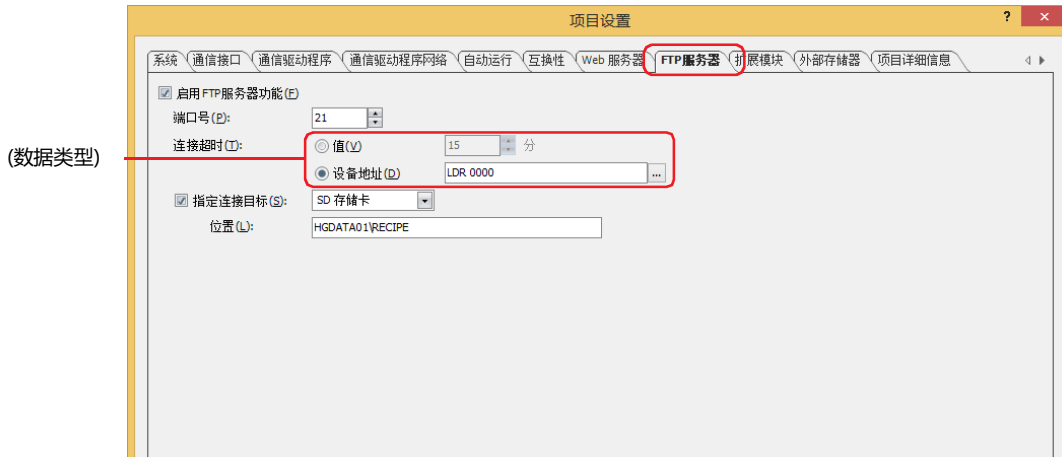 项目设置
? ×
系统 通信接口 通信驱动程序 通信驱动程序网络 自动运行 互换性 Web 服务器 FTP服务器 扩展模块 外部存储器 项目详细信息
启用FTP服务器功能(F)
端口号(P): 21
连接超时(T): 值(V) 15 分
(数据类型)
设备地址(D) LDR 0000 ...
指定连接目标(S): SD 存储卡
位置(L): HGDATA01\RECIPE